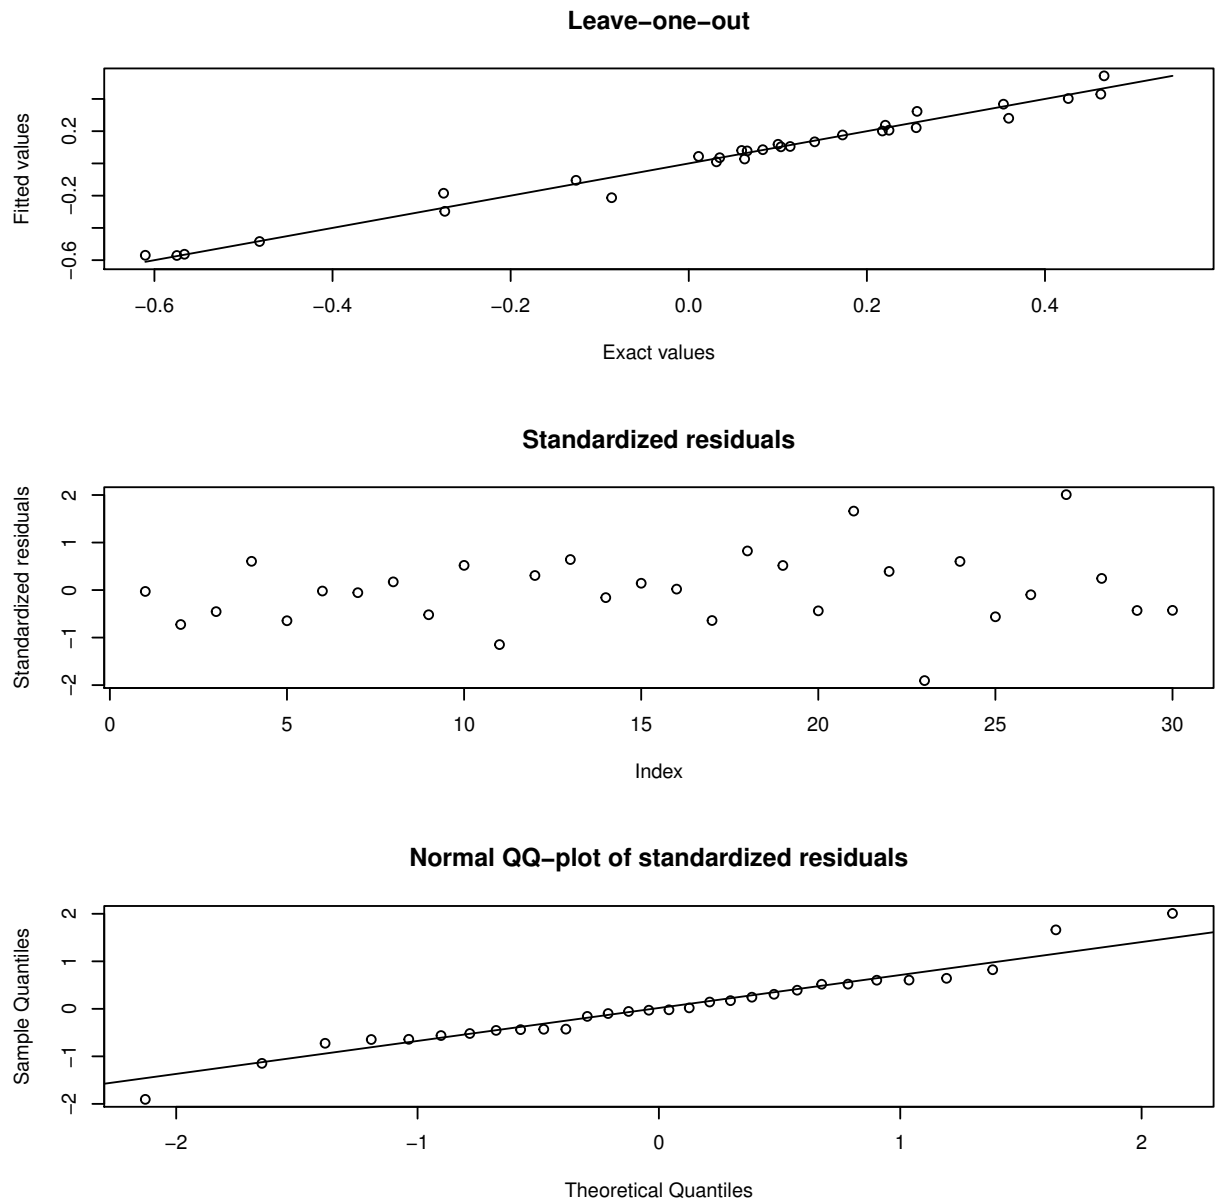 Leave−one−out
Fitted values
−0.6 −0.2 0.2
−0.6 −0.4 −0.2 0.0 0.2 0.4
Exact values
Standardized residuals
Standardized residuals
−2 −1 0 1 2
0 5 10 15 20 25 30
Index
Normal QQ−plot of standardized residuals
Sample Quantiles
−2 −1 0 1 2
−2 −1 0 1 2
Theoretical Quantiles